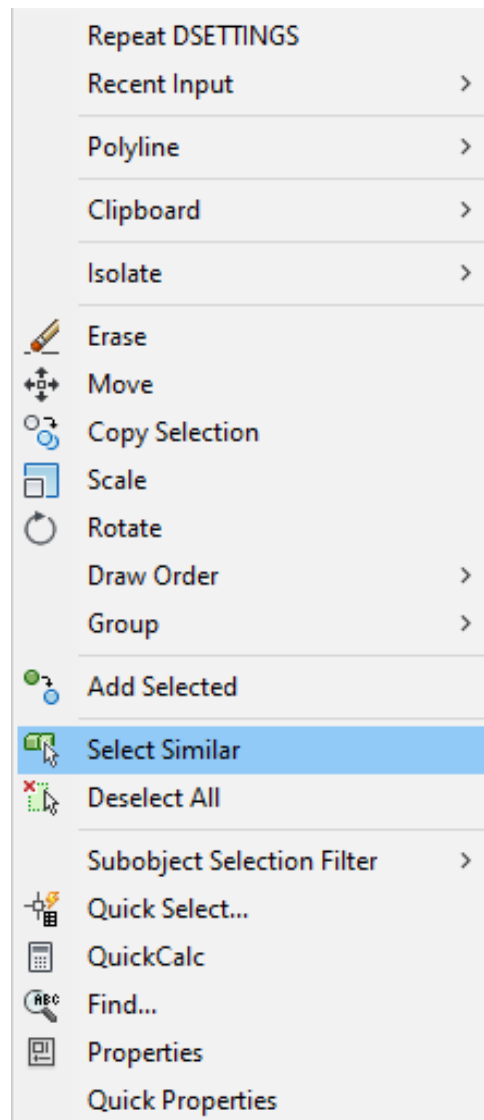 Repeat DSETTINGS
Recent Input
Polyline
Clipboard
Isolate
Erase
Move
Copy Selection
Scale
Rotate
Draw Order
Group
Add Selected
Select Similar
Deselect All
Subobject Selection Filter
Quick Select...
QuickCalc
ABC
Find...
Properties
Quick Properties